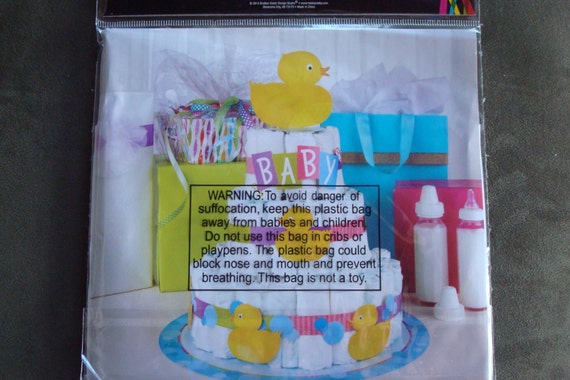 BABY
WARNING: To avoid danger of
suffocation, keep this plastic bag
away from babies and children.
Do not use this bag in cribs or
playpens. The plastic bag could
block nose and mouth and prevent
breathing. This bag is not a toy.